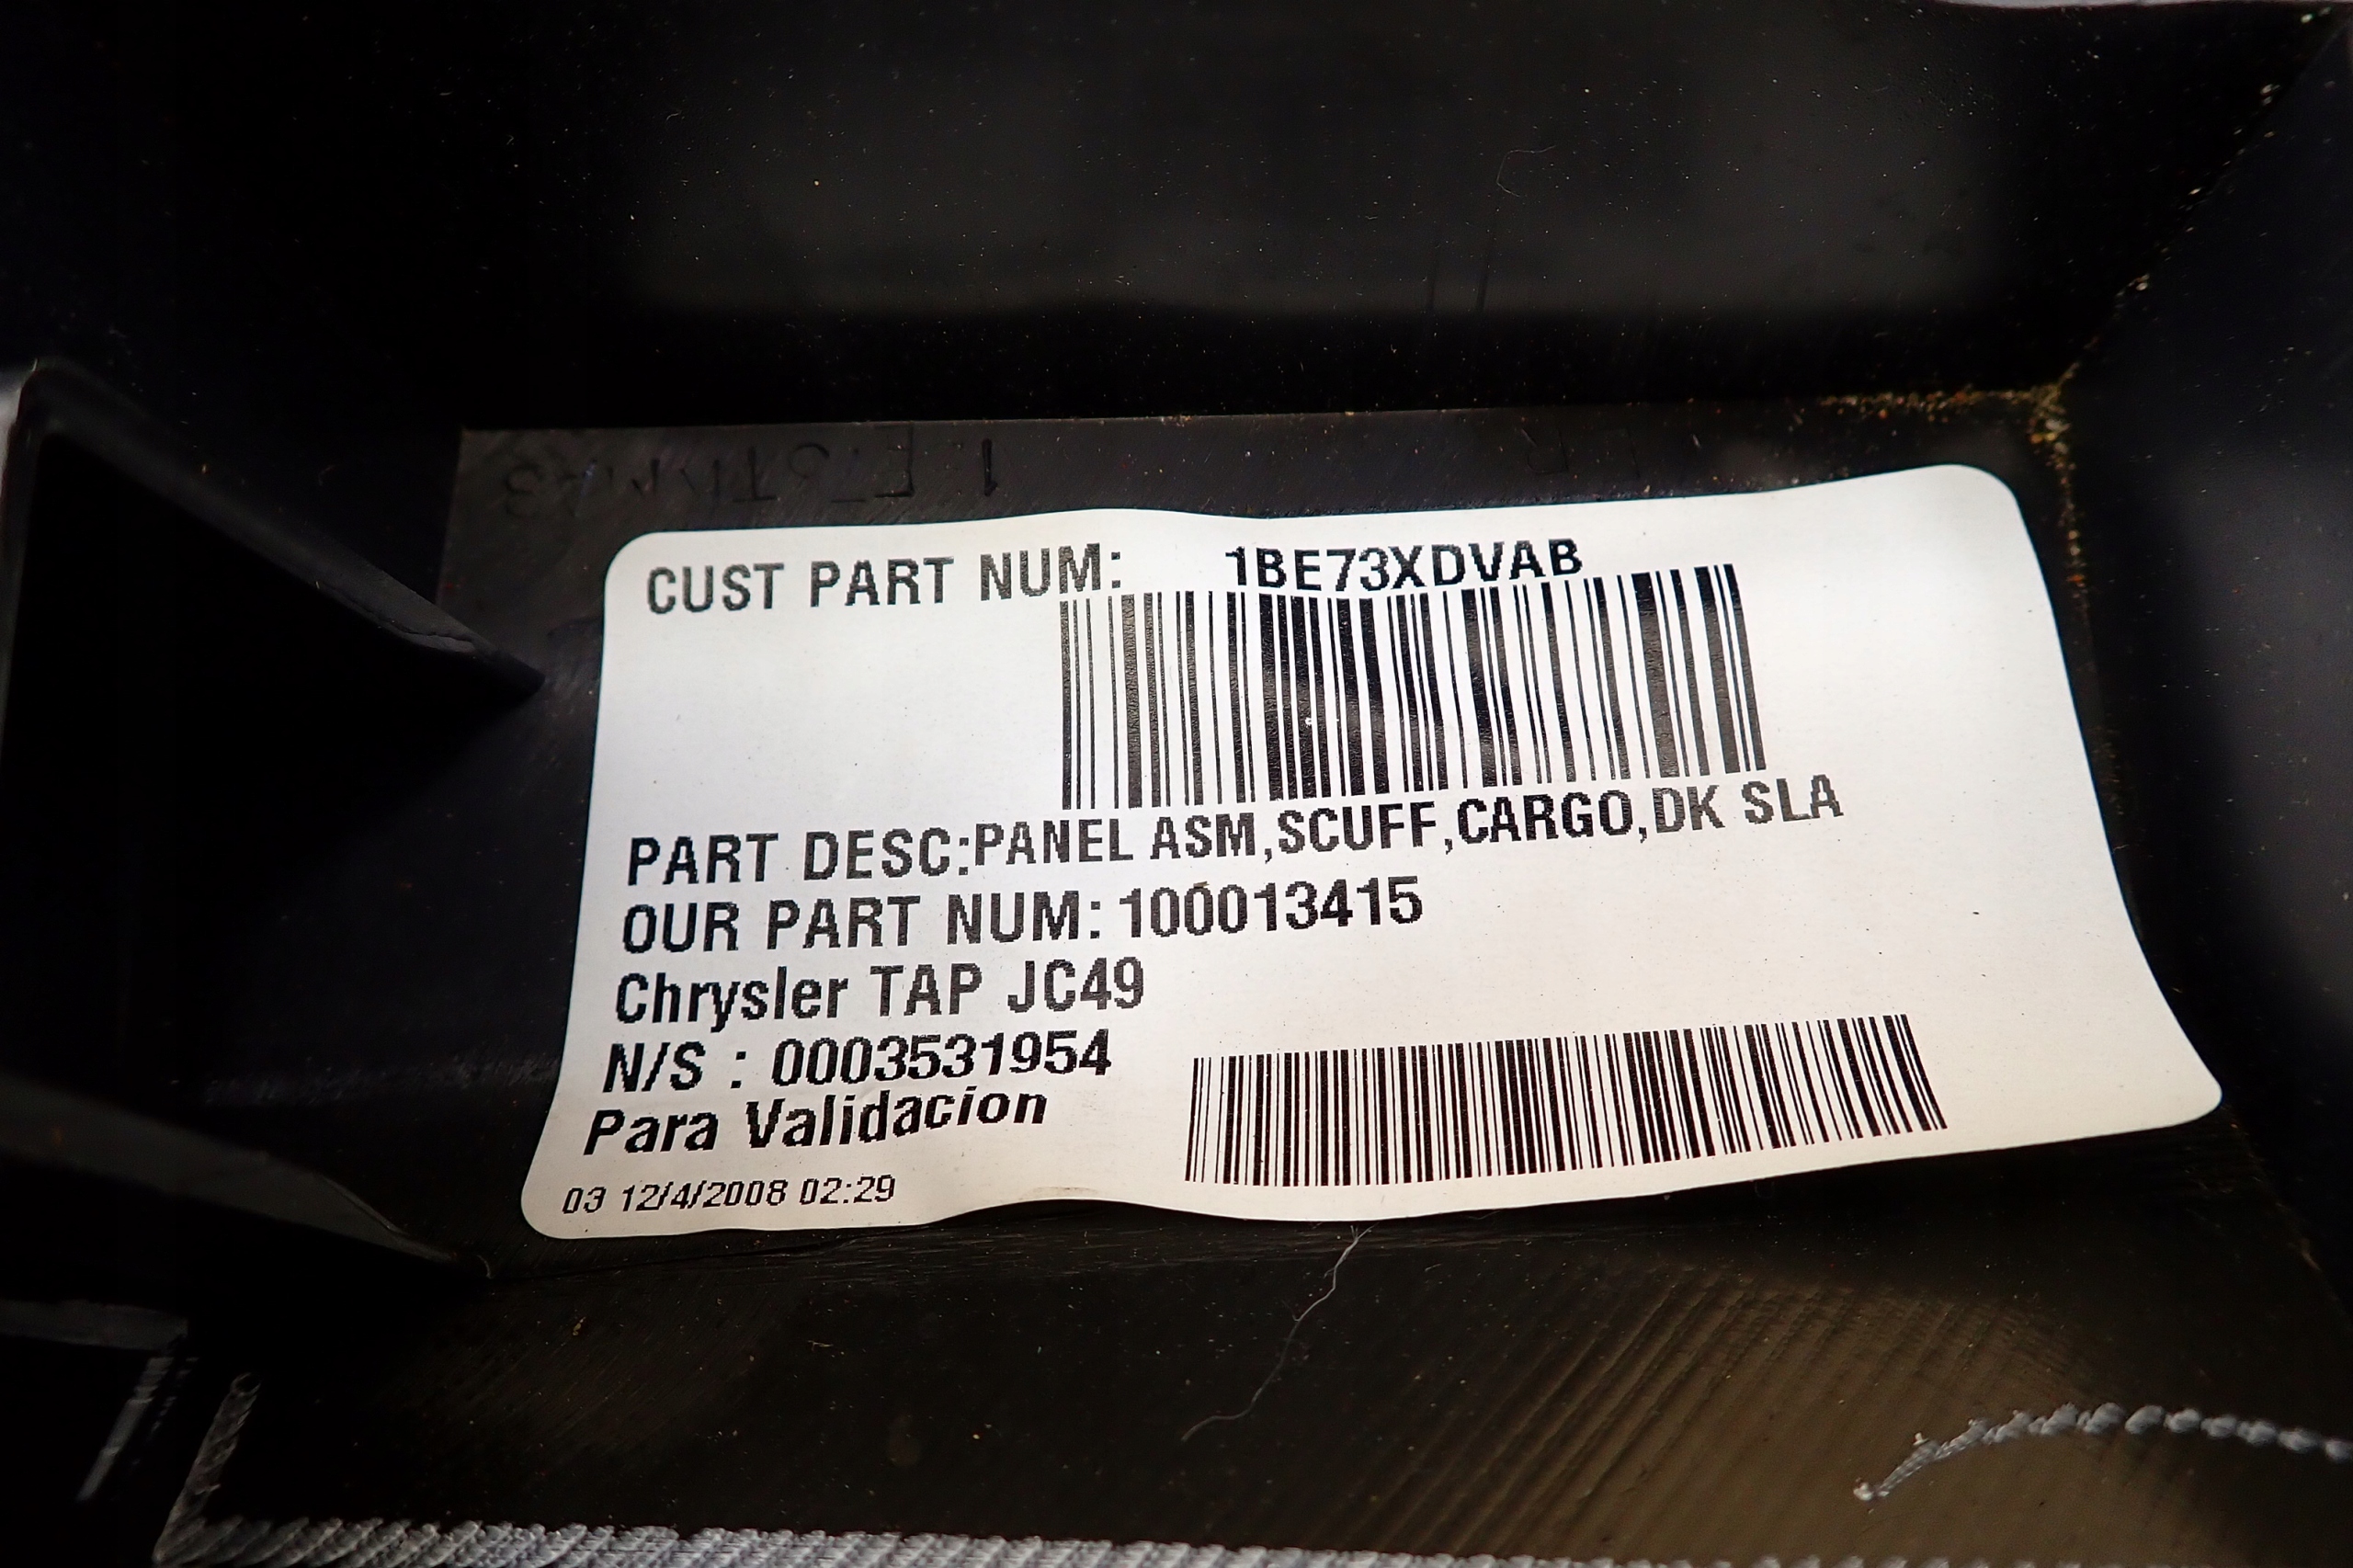 CUST PART NUM: 1BE73XDVAB
PART DESC:PANEL ASM,SCUFF,CARGO,DK SLA
OUR PART NUM: 100013415
Chrysler TAP JC49
N/S : 0003531954
Para Validacion
03 12/4/2008 02:29